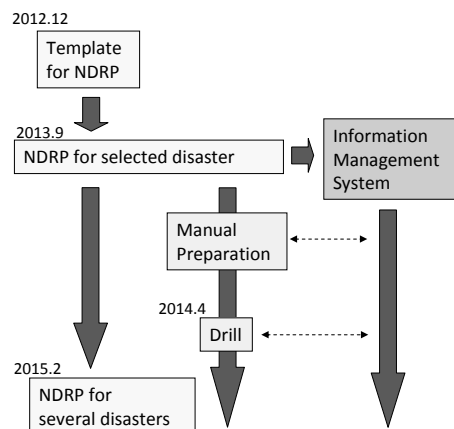 2012.12
Template
for NDRP
2013.9
NDRP for selected disaster
Information
Management
System
Manual
Preparation
2014.4
Drill
2015.2
NDRP for
several disasters